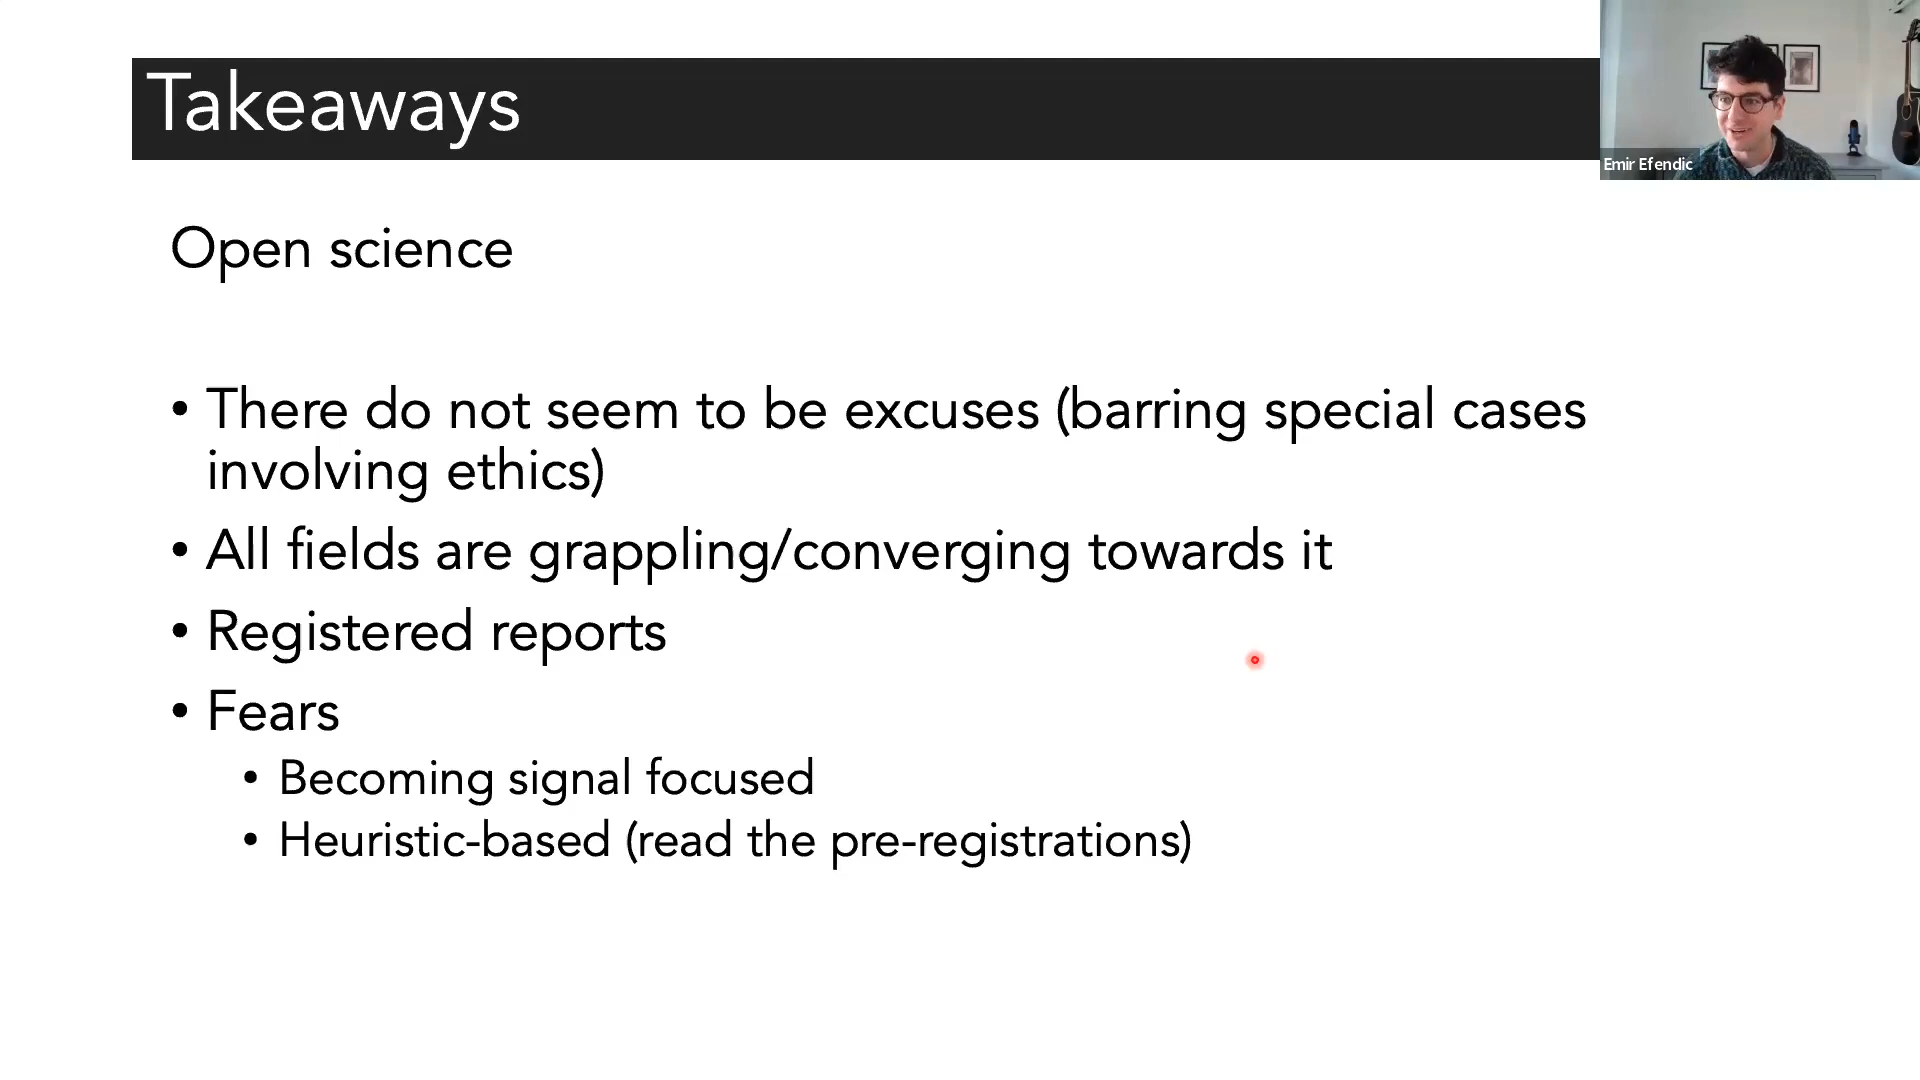 Takeaways
Emir Efendic
Open science
• There do not seem to be excuses (barring special cases
involving ethics)
• All fields are grappling/converging towards it
• Registered reports
• Fears
• Becoming signal focused
• Heuristic-based (read the pre-registrations)